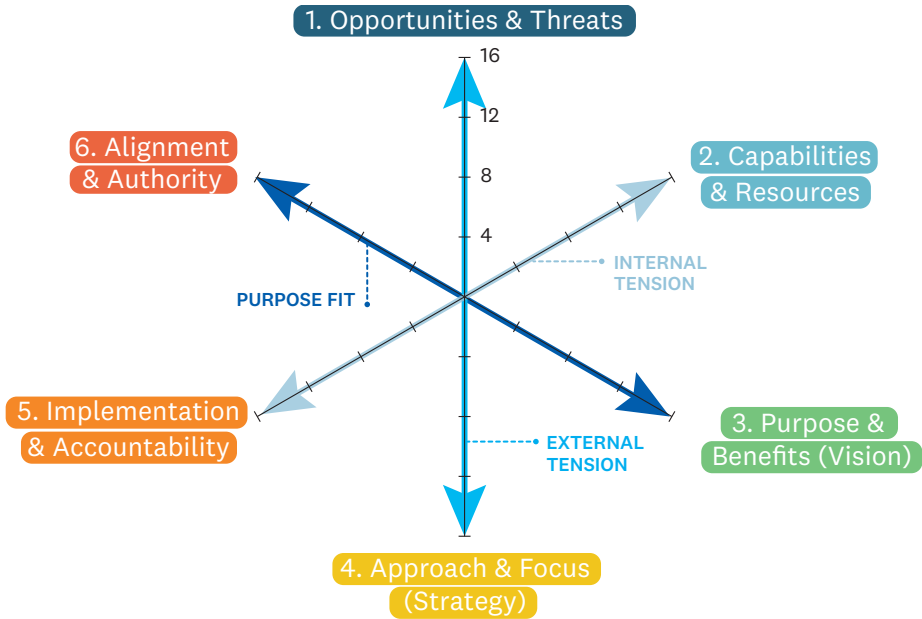 1. Opportunities & Threats
16
12
6. Alignment
& Authority
8
2. Capabilities
& Resources
4
INTERNAL
TENSION
PURPOSE FIT
5. Implementation
& Accountability
EXTERNAL
TENSION
3. Purpose &
Benefits (Vision)
4. Approach & Focus
(Strategy)